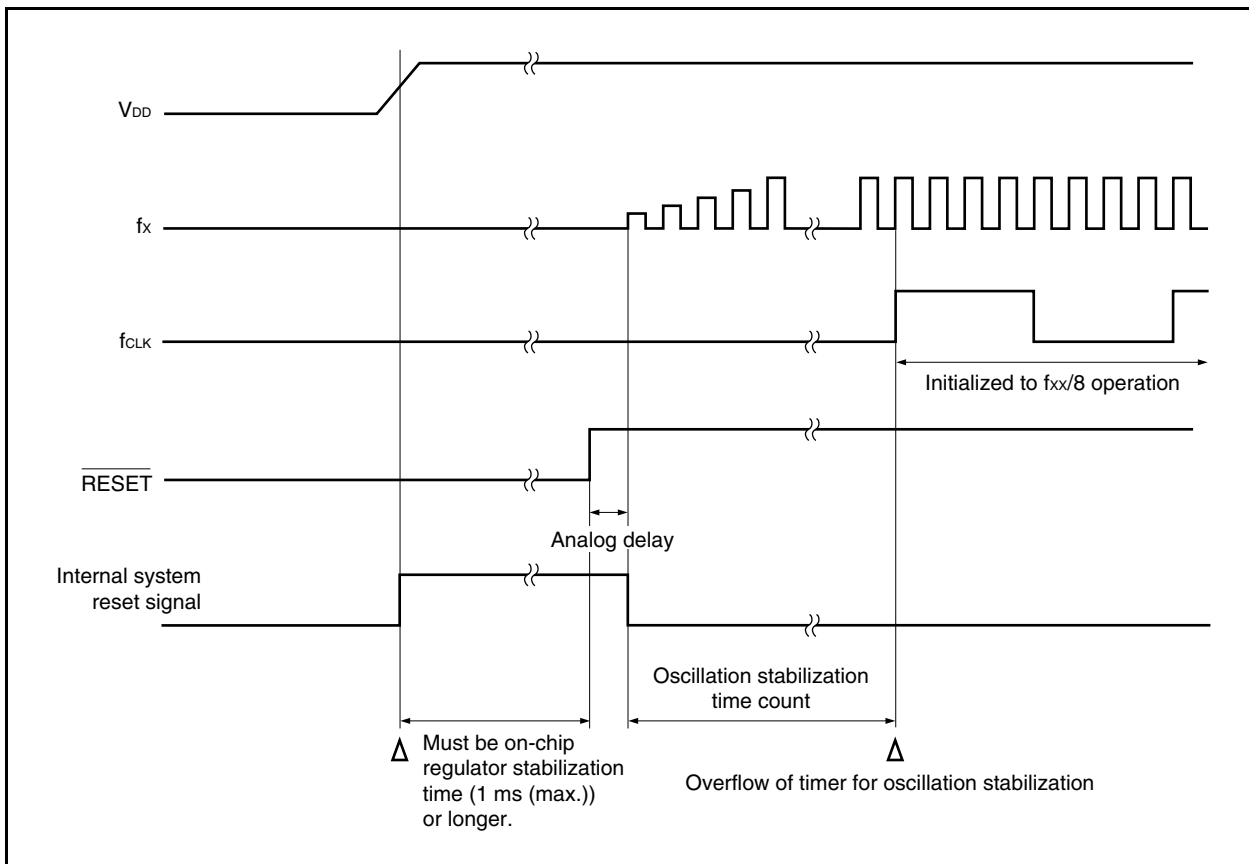 VDD
fX
fCLK
Initialized to fxx/8 operation
RESET
Analog delay
Internal system
reset signal
Oscillation stabilization
time count
Must be on-chip
regulator stabilization
time (1 ms (max.))
or longer.
Overflow of timer for oscillation stabilization